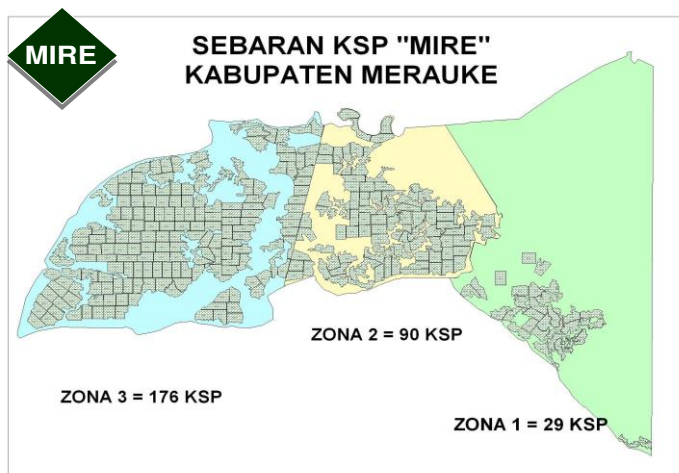 MIRE
SEBARAN KSP "MIRE"
KABUPATEN MERAUKE
ZONA 2 = 90 KSP
ZONA 3 = 176 KSP
ZONA 1 = 29 KSP